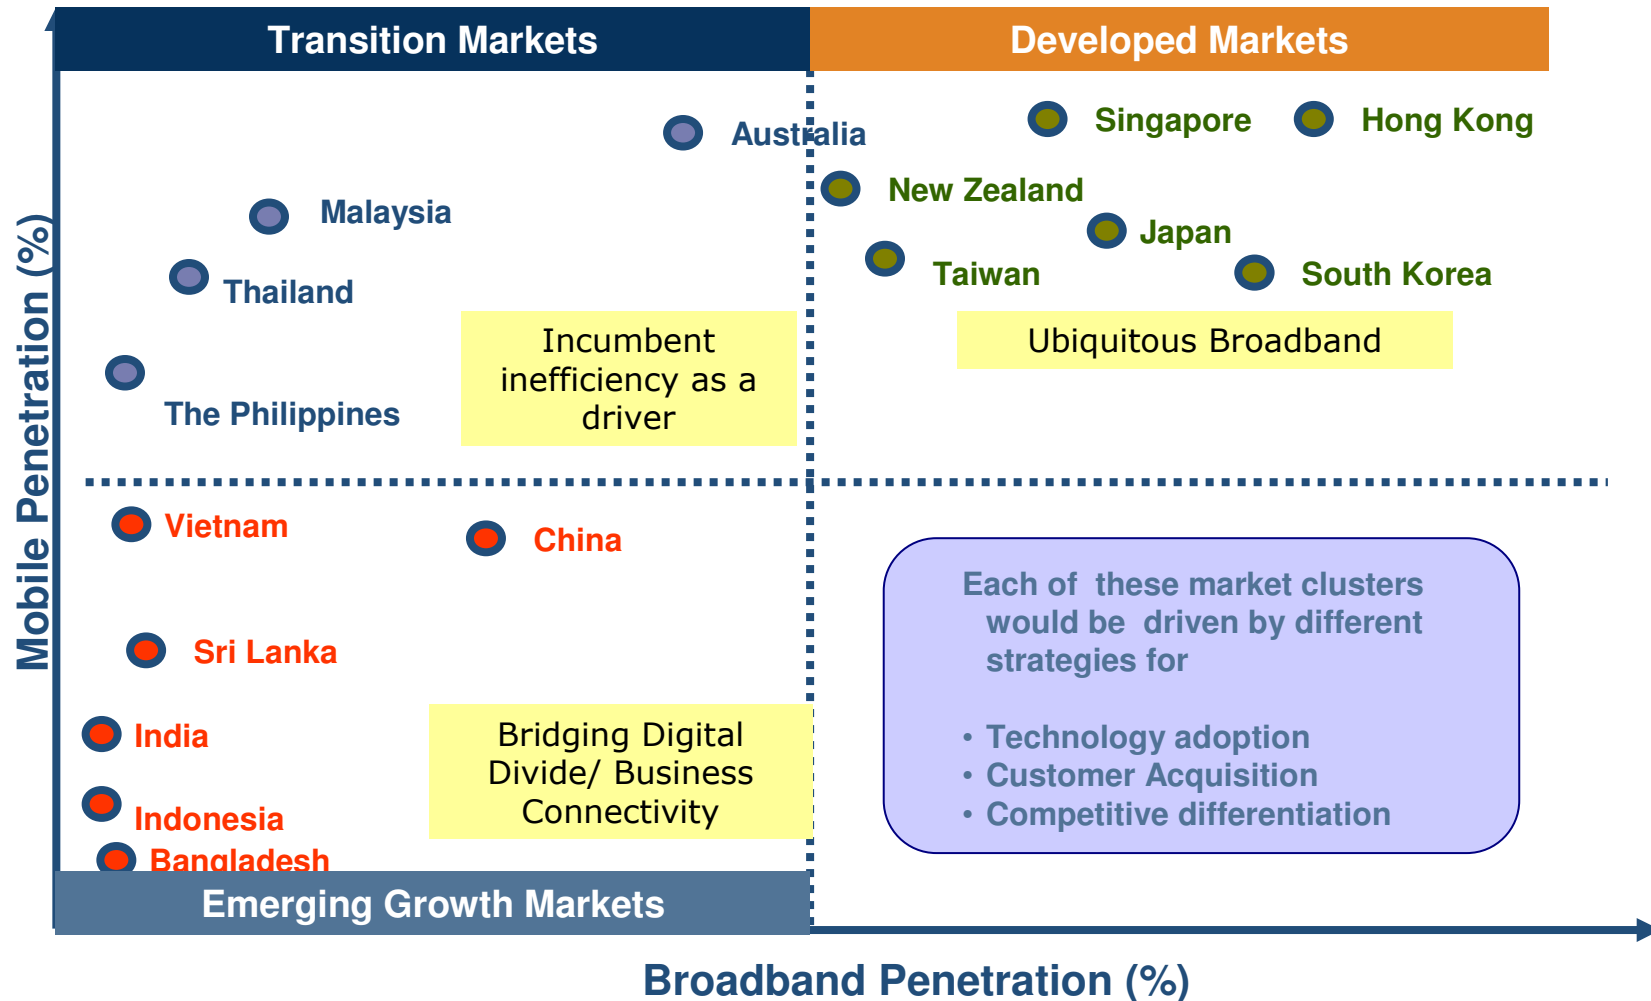 Transition Markets
Developed Markets
Australia
Singapore
Hong Kong
New Zealand
Malaysia
Japan
Taiwan
South Korea
Thailand
Incumbent
inefficiency as a
driver
Ubiquitous Broadband
The Philippines
Mobile Penetration (%)
Vietnam
China
Sri Lanka
India
Indonesia
Bangladesh
Bridging Digital
Divide/ Business
Connectivity
Each of these market clusters
would be driven by different
strategies for
• Technology adoption
• Customer Acquisition
• Competitive differentiation
Emerging Growth Markets
Broadband Penetration (%)